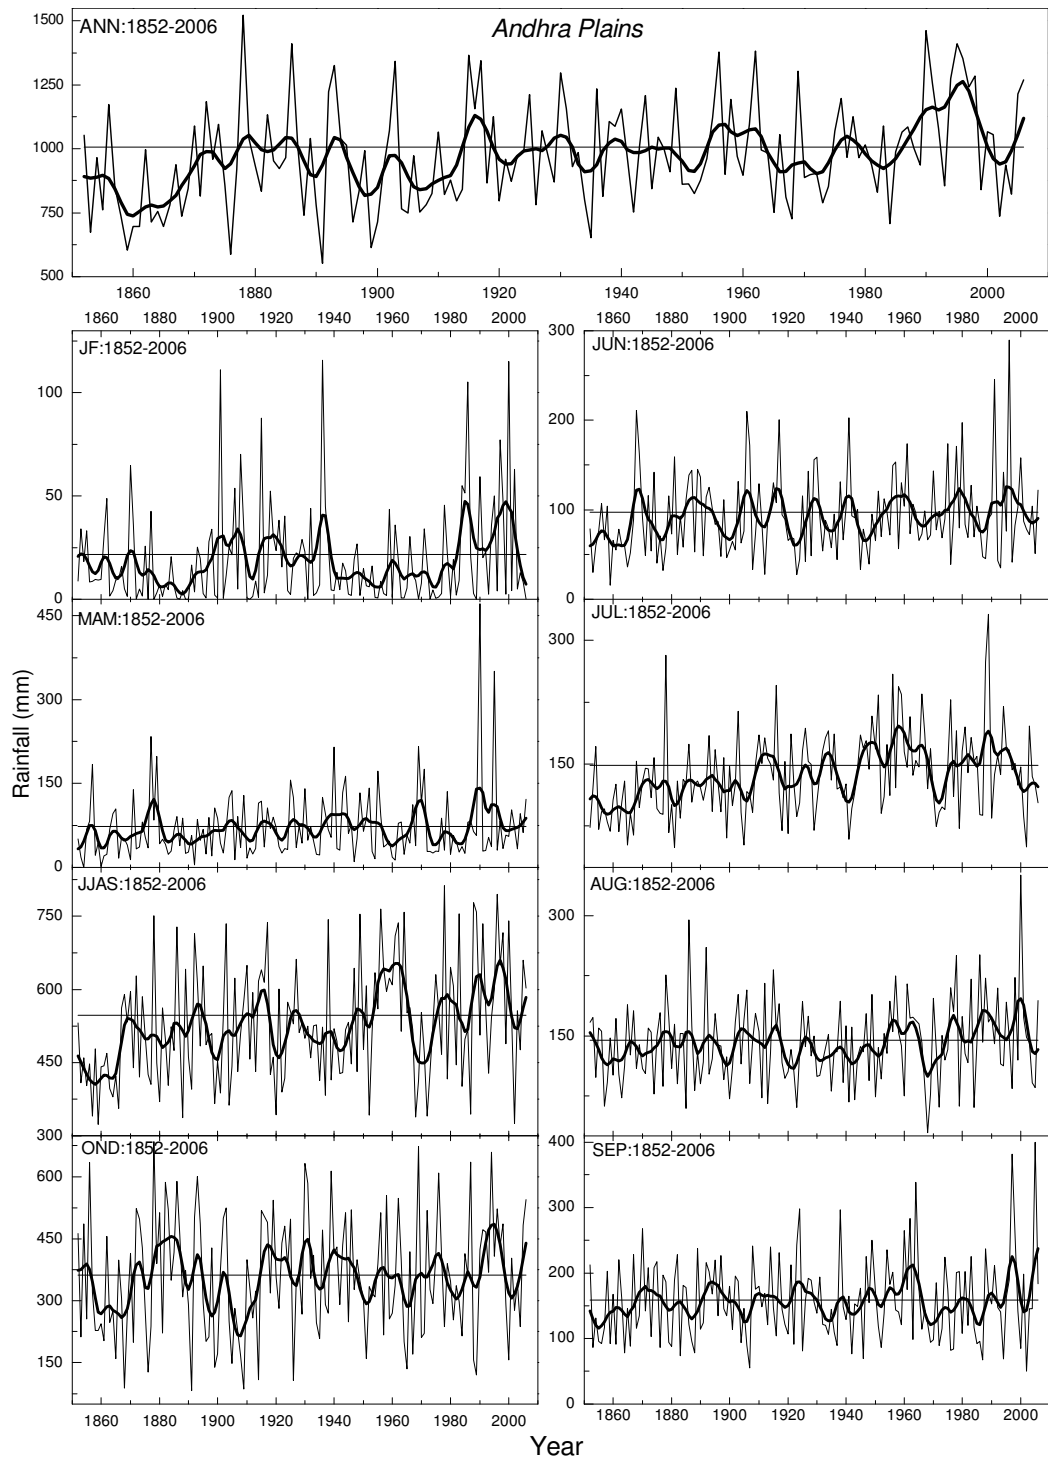 ANN:1852-2006
Andhra Plains
1500
1250
1000
750
500
1860 1880 1900 1920 1940 1960 1980 2000
1860 1880 1900 1920 1940 1960 1980 2000
1860 1880 1900 1920 1940 1960 1980 2000
JF:1852-2006
100
50
0
JUN:1852-2006
300
200
100
0
MAM:1852-2006
450
300
150
0
JUL:1852-2006
300
150
Rainfall (mm)
JJAS:1852-2006
750
600
450
300
AUG:1852-2006
300
150
OND:1852-2006
600
450
300
150
SEP:1852-2006
400
300
200
100
0
1860 1880 1900 1920 1940 1960 1980 2000
1860 1880 1900 1920 1940 1960 1980 2000
Year